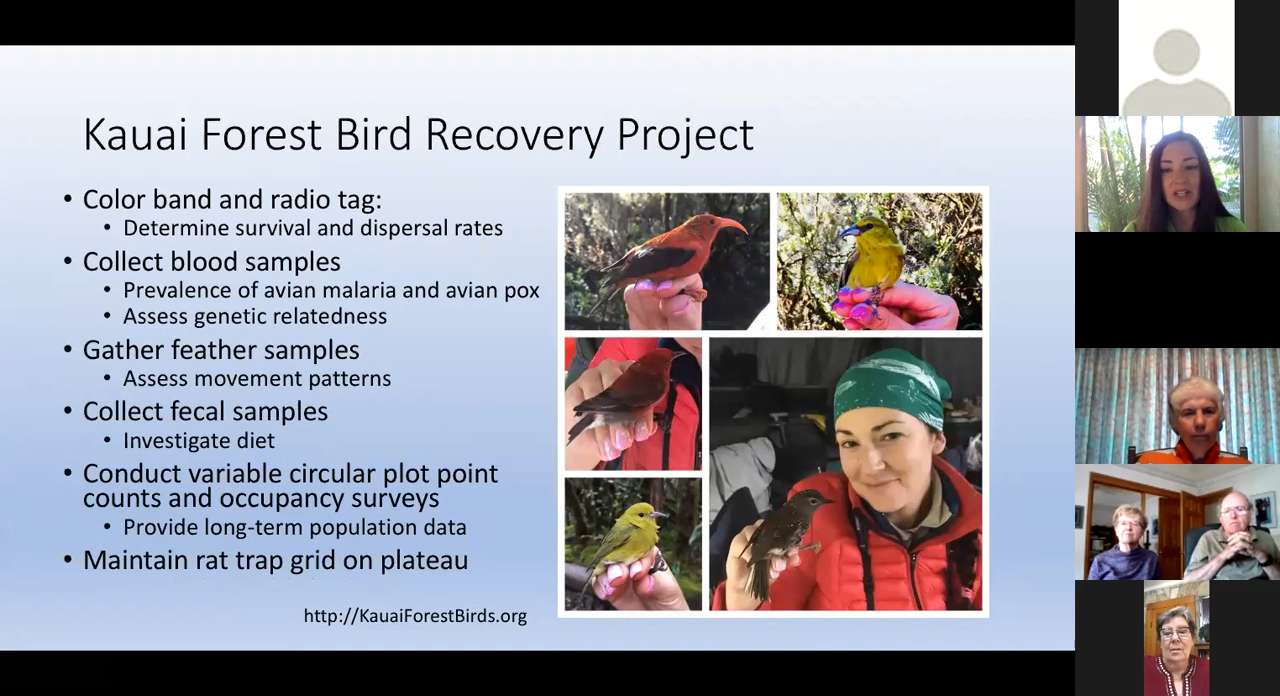 Kauai Forest Bird Recovery Project
• Color band and radio tag:
• Determine survival and dispersal rates
• Collect blood samples
• Prevalence of avian malaria and avian pox
• Assess genetic relatedness
• Gather feather samples
• Assess movement patterns
• Collect fecal samples
• Investigate diet
• Conduct variable circular plot point
counts and occupancy surveys
• Provide long-term population data
• Maintain rat trap grid on plateau
http://KauaiForestBirds.org